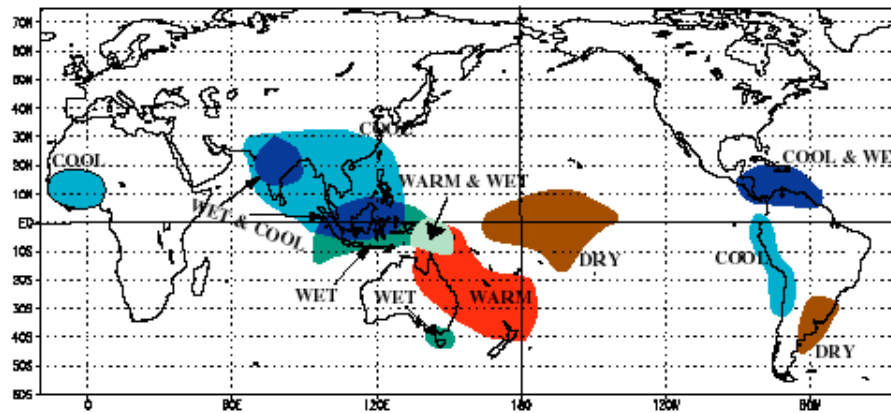 70N
60N
50N
40N
COOL
30N
COOL
20N
COOL & WE
WARM & WET
10N
WET & COOL
EQ
10S
COOL
DRY
20S
WET
WET
WARM
30S
40S
DRY
50S
60S
0
60E
120E
180
120W
60W